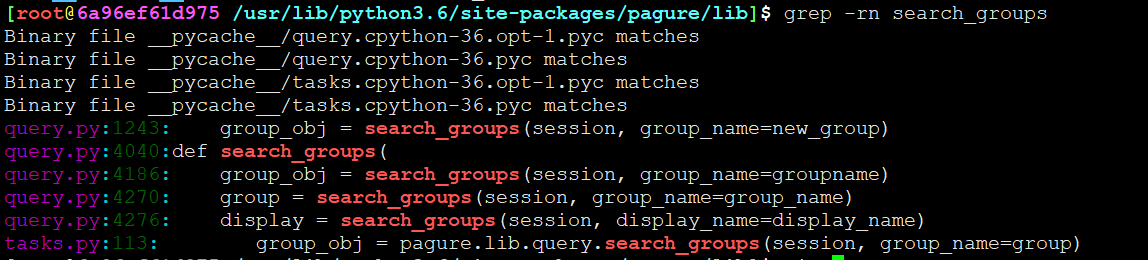 [root@6a96ef61d975 /usr/lib/python3.6/site-packages/pagure/lib]$ grep -rn search_groups
Binary file __pycache__/query.cpython-36.opt-1.pyc matches
Binary file __pycache__/query.cpython-36.pyc matches
Binary file __pycache__/tasks.cpython-36.opt-1.pyc matches
Binary file __pycache__/tasks.cpython-36.pyc matches
query.py:1243:    group_obj = search_groups(session, group_name=new_group)
query.py:4040:def search_groups(
query.py:4186:    group_obj = search_groups(session, group_name=groupname)
query.py:4270:    group = search_groups(session, group_name=group_name)
query.py:4276:    display = search_groups(session, display_name=display_name)
tasks.py:113:        group_obj = pagure.lib.query.search_groups(session, group_name=group)